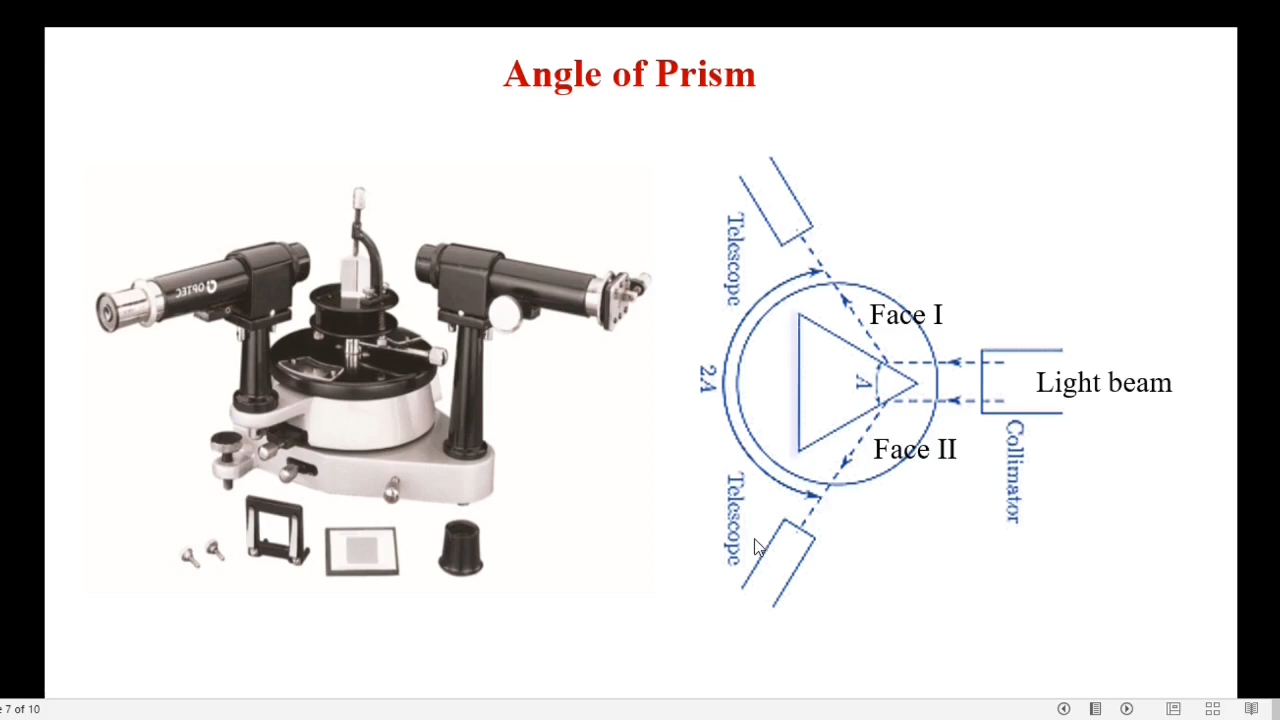 Angle of Prism
OPTEC
Telescope
Face I
2A
A
Light beam
Face II
Collimator
Telescope
e 7 of 10